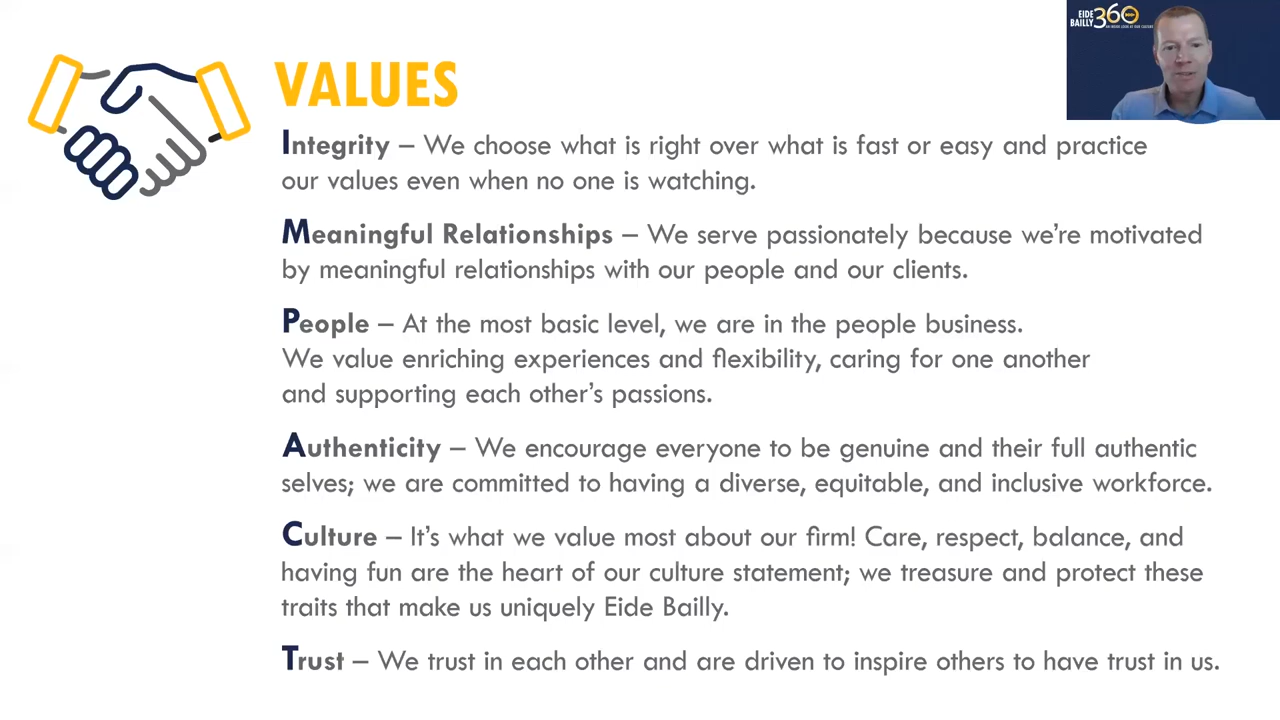 EIDE BAILLY 360
AN INSIDE LOOK AT OUR CULTURE
VALUES
Integrity – We choose what is right over what is fast or easy and practice
our values even when no one is watching.
Meaningful Relationships – We serve passionately because we’re motivated
by meaningful relationships with our people and our clients.
People – At the most basic level, we are in the people business.
We value enriching experiences and flexibility, caring for one another
and supporting each other’s passions.
Authenticity – We encourage everyone to be genuine and their full authentic
selves; we are committed to having a diverse, equitable, and inclusive workforce.
Culture – It’s what we value most about our firm! Care, respect, balance, and
having fun are the heart of our culture statement; we treasure and protect these
traits that make us uniquely Eide Bailly.
Trust – We trust in each other and are driven to inspire others to have trust in us.